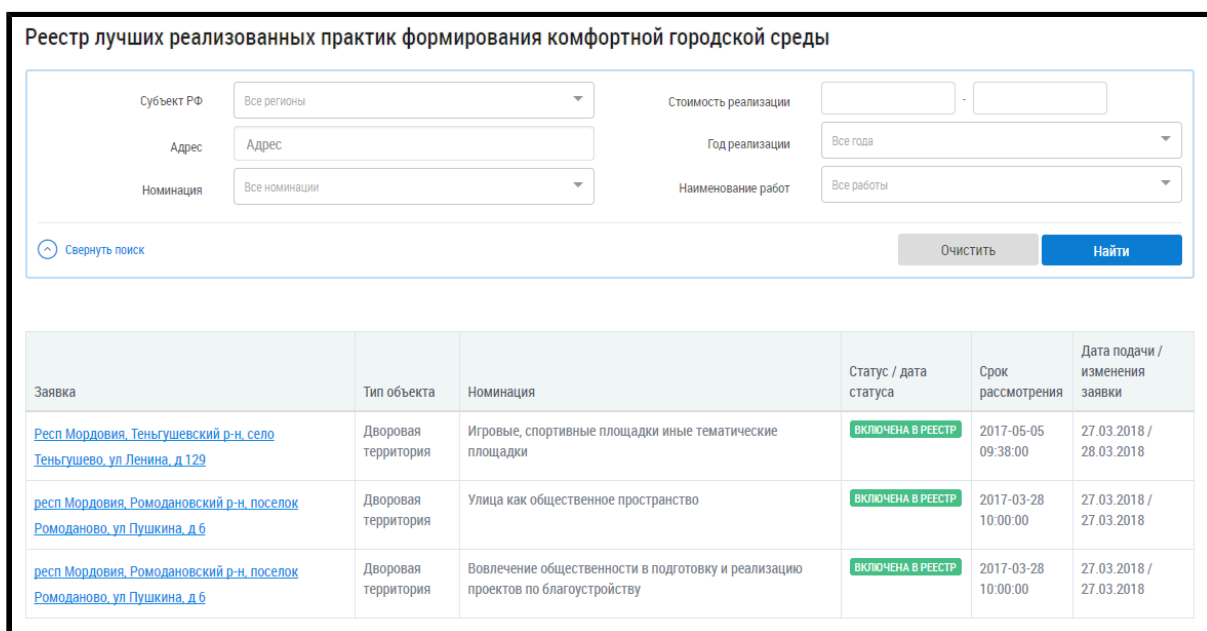 Реестр лучших реализованных практик формирования комфортной городской среды
Субъект РФ
Все регионы
Стоимость реализации
-
Адрес
Адрес
Год реализации
Все года
Номинация
Все номинации
Наименование работ
Все работы
Свернуть поиск
Очистить
Найти
Заявка
Тип объекта
Номинация
Статус / дата
статуса
Срок
рассмотрения
Дата подачи /
изменения
заявки
Респ Мордовия, Теньгушевский р-н, село
Теньгушево, ул Ленина, д 129
Дворовая
территория
Игровые, спортивные площадки иные тематические
площадки
ВКЛЮЧЕНА В РЕЕСТР
2017-05-05
09:38:00
27.03.2018 /
28.03.2018
респ Мордовия, Ромодановский р-н, поселок
Ромоданово, ул Пушкина, д 6
Дворовая
территория
Улица как общественное пространство
ВКЛЮЧЕНА В РЕЕСТР
2017-03-28
10:00:00
27.03.2018 /
27.03.2018
респ Мордовия, Ромодановский р-н, поселок
Ромоданово, ул Пушкина, д 6
Дворовая
территория
Вовлечение общественности в подготовку и реализацию
проектов по благоустройству
ВКЛЮЧЕНА В РЕЕСТР
2017-03-28
10:00:00
27.03.2018 /
27.03.2018